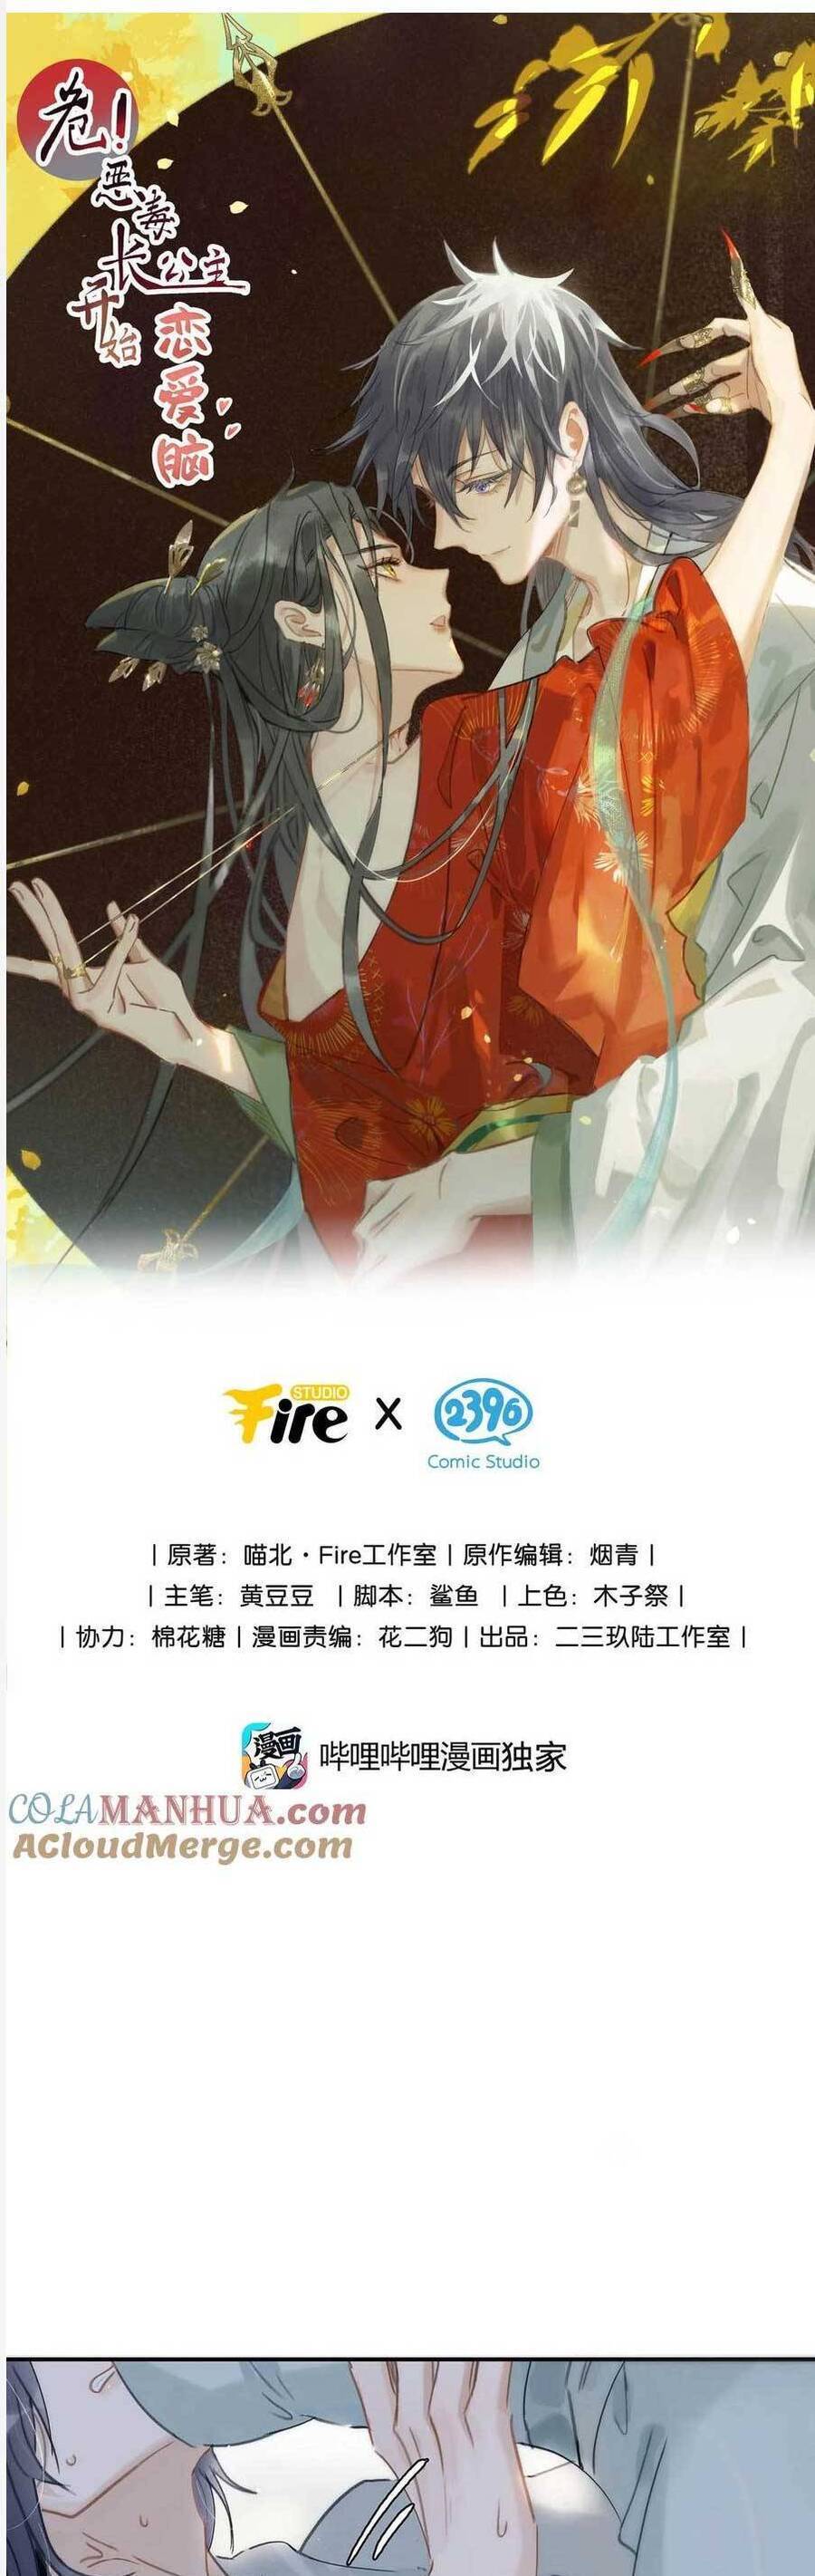 危！
恶毒
长公主
开始
恋爱脑
Fire STUDIO X 2396
Comic Studio
| 原著：喵北·Fire工作室 | 原作编辑：烟青 |
| 主笔：黄豆豆 | 脚本：鲨鱼 | 上色：木子祭 |
| 协力：棉花糖 | 漫画责编：花二狗 | 出品：二三玖陆工作室 |
漫画 哔哩哔哩漫画独家
COLAMANHUA.com
ACloudMerge.com